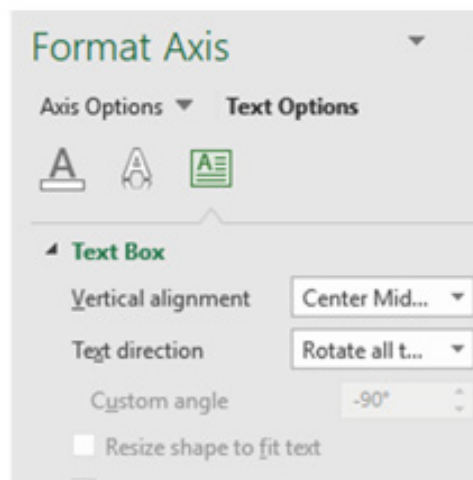 Format Axis
Axis Options Text Options
Text Box
Vertical alignment Center Mid...
Text direction Rotate all t...
Custom angle -90°
Resize shape to fit text